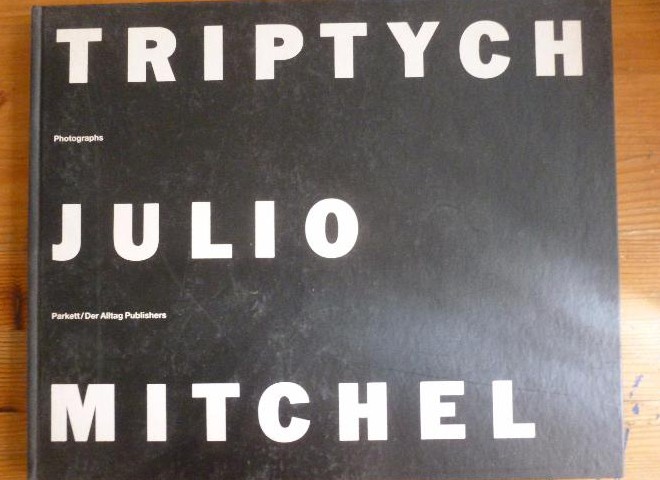 TRIPTYCH
Photographs
JULIO
Parkett/Der Alltag Publishers
MITCHEL